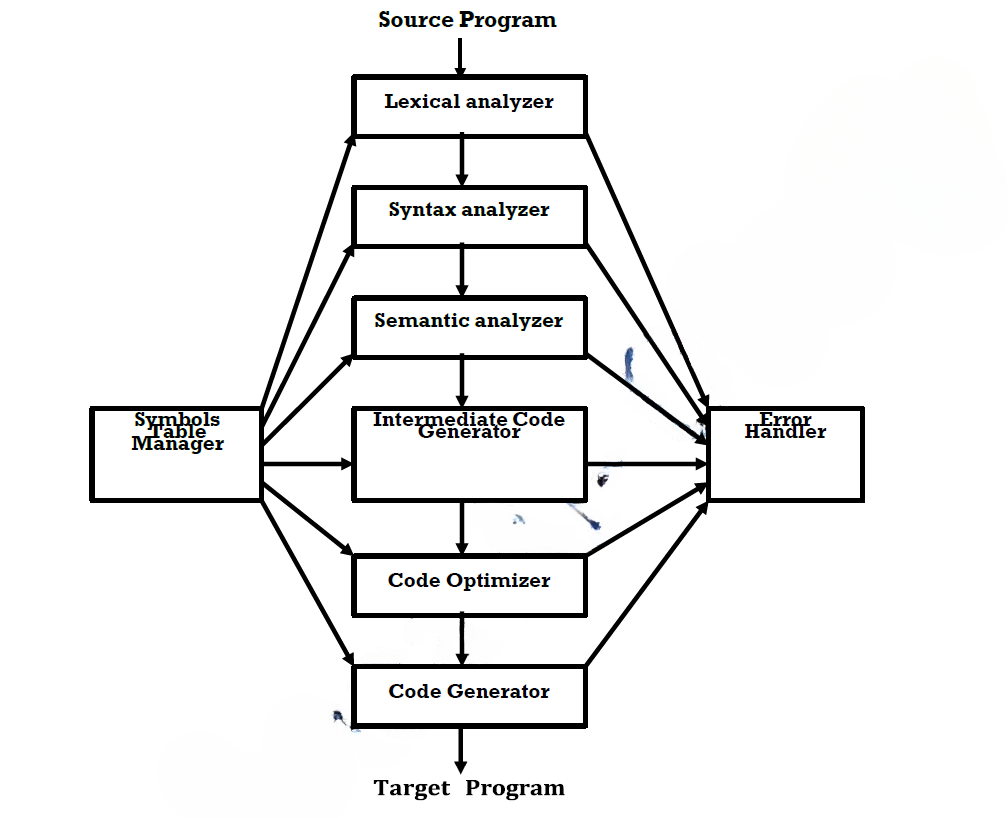 Source Program
Lexical analyzer
Syntax analyzer
Semantic analyzer
Symbols
Table
Manager
Intermediate Code
Generator
Error
Handler
Code Optimizer
Code Generator
Target Program